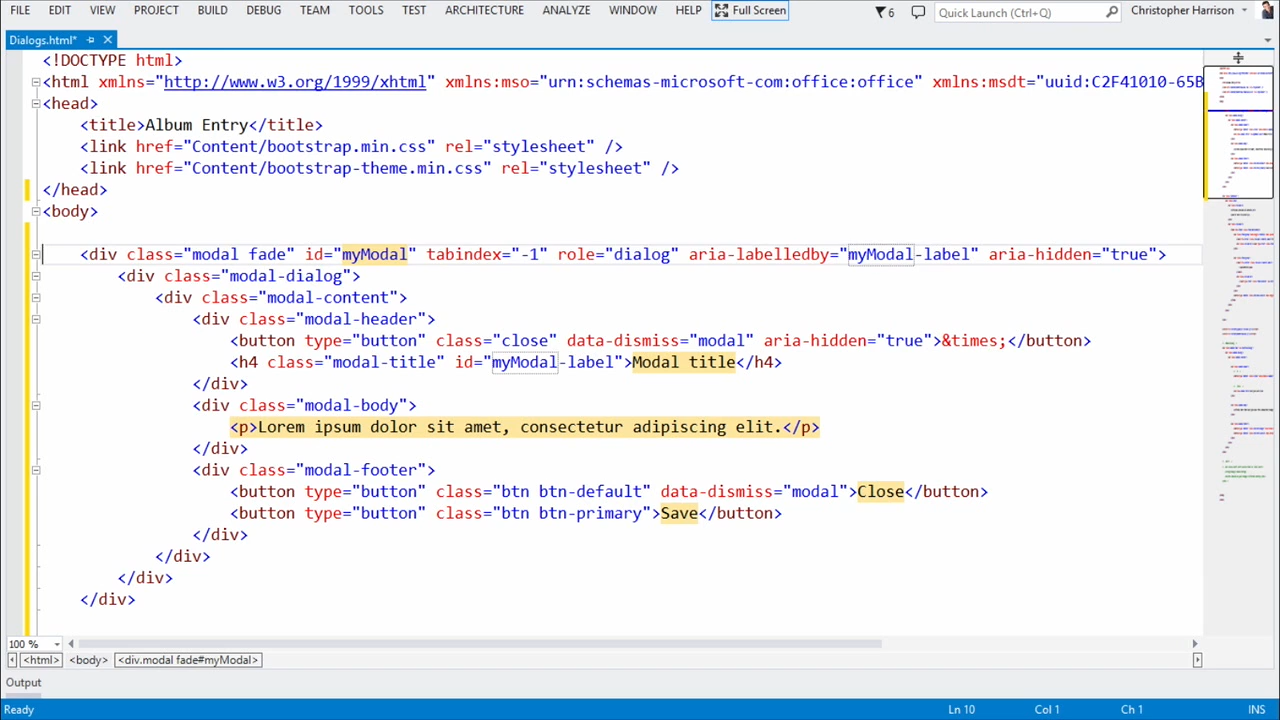 FILE EDIT VIEW PROJECT BUILD DEBUG TEAM TOOLS TEST ARCHITECTURE ANALYZE WINDOW HELP Full Screen 6 Quick Launch (Ctrl+Q) Christopher Harrison
Dialogs.html*
<!DOCTYPE html>
<html xmlns="http://www.w3.org/1999/xhtml" xmlns:mso="urn:schemas-microsoft-com:office:office" xmlns:msdt="uuid:C2F41010-65B
<head>
<title>Album Entry</title>
<link href="Content/bootstrap.min.css" rel="stylesheet" />
<link href="Content/bootstrap-theme.min.css" rel="stylesheet" />
</head>
<body>
<div class="modal fade" id="myModal" tabindex="-1" role="dialog" aria-labelledby="myModal-label" aria-hidden="true">
<div class="modal-dialog">
<div class="modal-content">
<div class="modal-header">
<button type="button" class="close" data-dismiss="modal" aria-hidden="true">&times;</button>
<h4 class="modal-title" id="myModal-label">Modal title</h4>
</div>
<div class="modal-body">
<p>Lorem ipsum dolor sit amet, consectetur adipiscing elit.</p>
</div>
<div class="modal-footer">
<button type="button" class="btn btn-default" data-dismiss="modal">Close</button>
<button type="button" class="btn btn-primary">Save</button>
</div>
</div>
</div>
</div>
100 %
<html> <body> <div.modal fade#myModal>
Output
Ready Ln 10 Col 1 Ch 1 INS